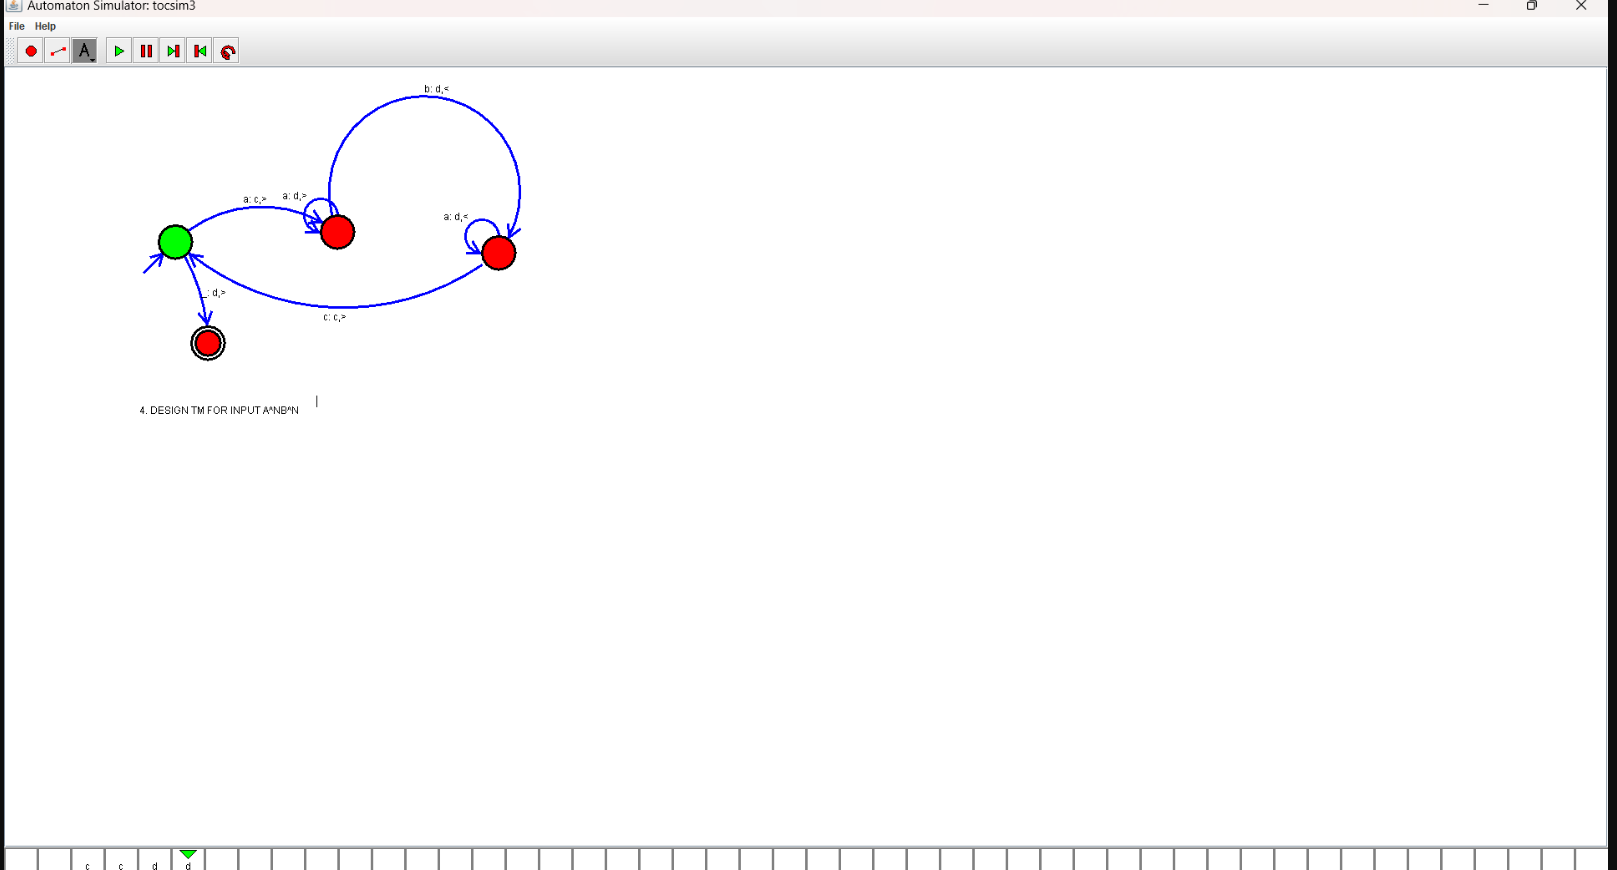 Automaton Simulator: tocsim3
File Help
A
b: d,<
a: c,> a: d,>
a: d,<
_: d,>
c: c,>
4. DESIGN TM FOR INPUT A^NB^N
c c d d